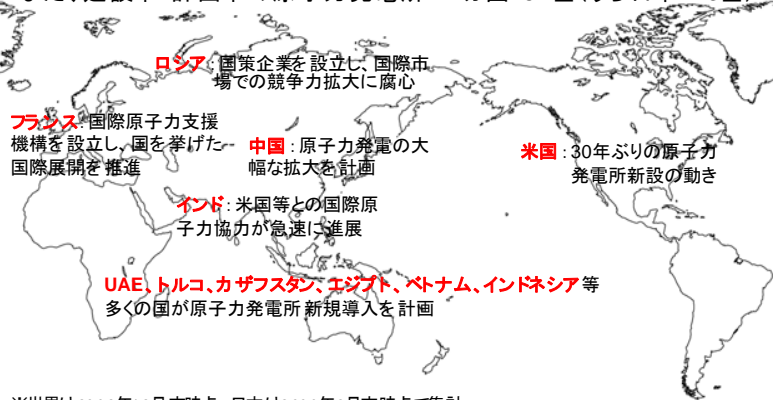 ロシア：国策企業を設立し、国際市
場での競争力拡大に腐心
フランス：国際原子力支援
機構を設立し、国を挙げた
国際展開を推進
中国：原子力発電の大
幅な拡大を計画
米国：30年ぶりの原子力
発電所新設の動き
インド：米国等との国際原
子力協力が急速に進展
UAE、トルコ、カザフスタン、エジプト、ベトナム、インドネシア等
多くの国が原子力発電所新規導入を計画